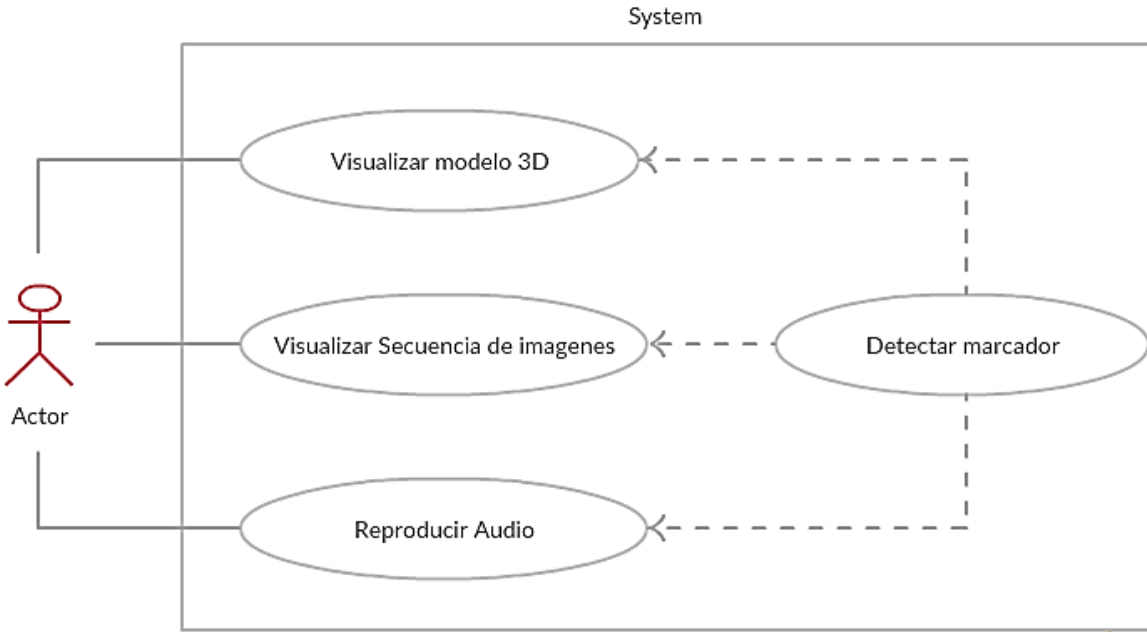 System
Visualizar modelo 3D
Visualizar Secuencia de imagenes
Detectar marcador
Actor
Reproducir Audio